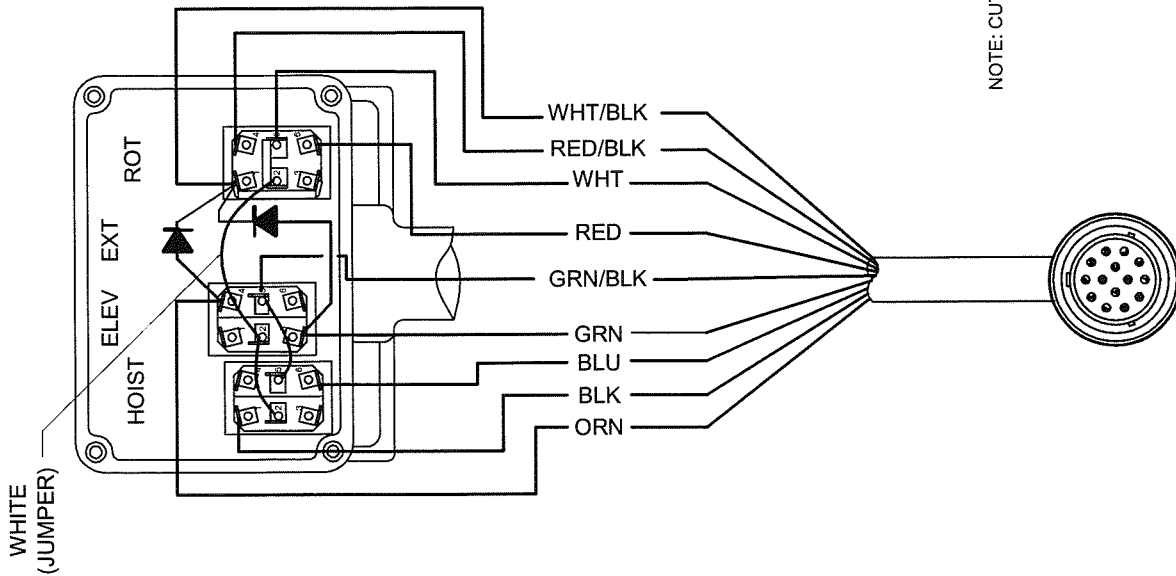 NOTE: CU
ROT
EXT
ELEV
HOIST
WHITE
(JUMPER)
WHT/BLK
RED/BLK
WHT
RED
GRN/BLK
GRN
BLU
BLK
ORN